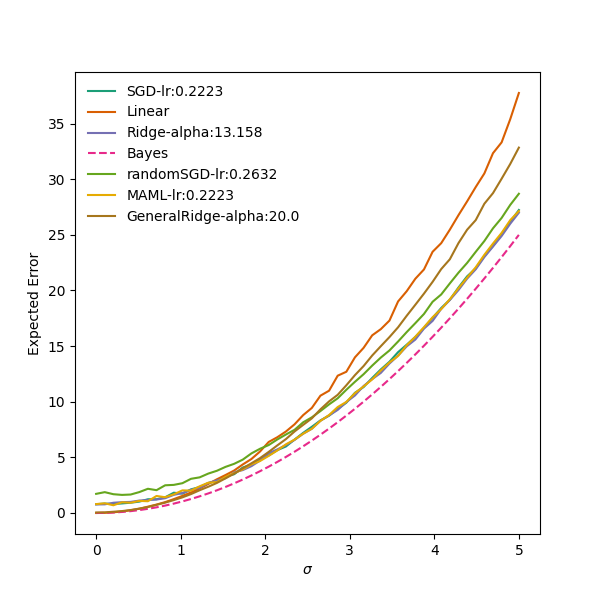 SGD-lr:0.2223
Linear
Ridge-alpha:13.158
Bayes
randomSGD-lr:0.2632
MAML-lr:0.2223
GeneralRidge-alpha:20.0
Expected Error
35
30
25
20
15
10
5
0
0 1 2 3 4 5
σ